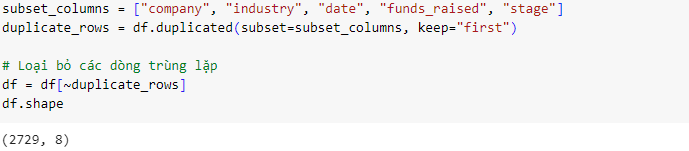 subset_columns = ["company", "industry", "date", "funds_raised", "stage"]
duplicate_rows = df.duplicated(subset=subset_columns, keep="first")
# Loại bỏ các dòng trùng lặp
df = df[~duplicate_rows]
df.shape
(2729, 8)